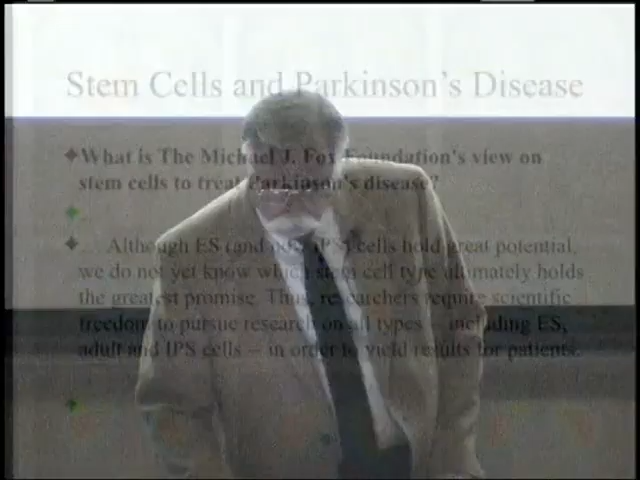 Stem Cells and Parkinson's Disease
What is The Michael J. Fox Foundation's view on
stem cells to treat Parkinson's disease?
... Although ES (and now iPS) cells hold great potential,
we do not yet know which stem cell type ultimately holds
the greatest promise. Thus, researchers require scientific
freedom to pursue research on all types – including ES,
adult and IPS cells – in order to yield results for patients.